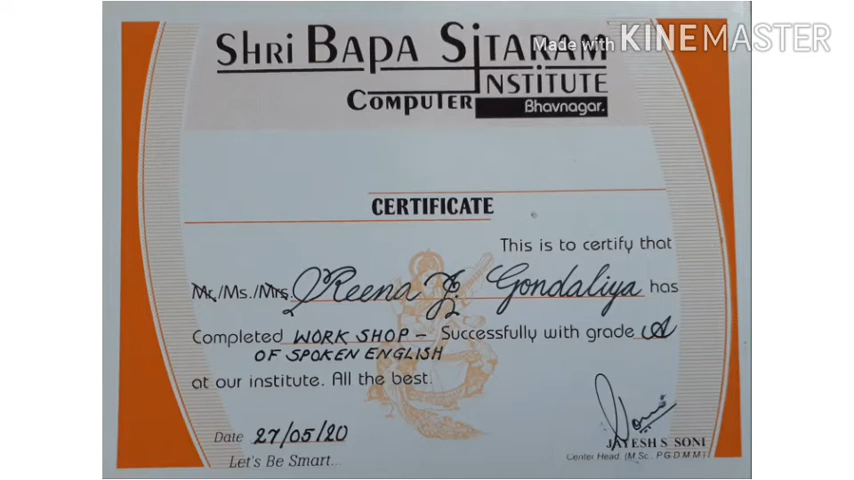 Made with KINEMASTER
Shri Bapa Sitaram
Computer Institute
Bhavnagar.
CERTIFICATE
This is to certify that
Mr./Ms./Mrs. Reena J. Gondaliya has
Completed WORK SHOP - Successfully with grade A
OF SPOKEN ENGLISH
at our institute. All the best.
Date 27/05/20
Let's Be Smart...
JAYESH S SONI
Center Head. (M Sc., P G D M M)